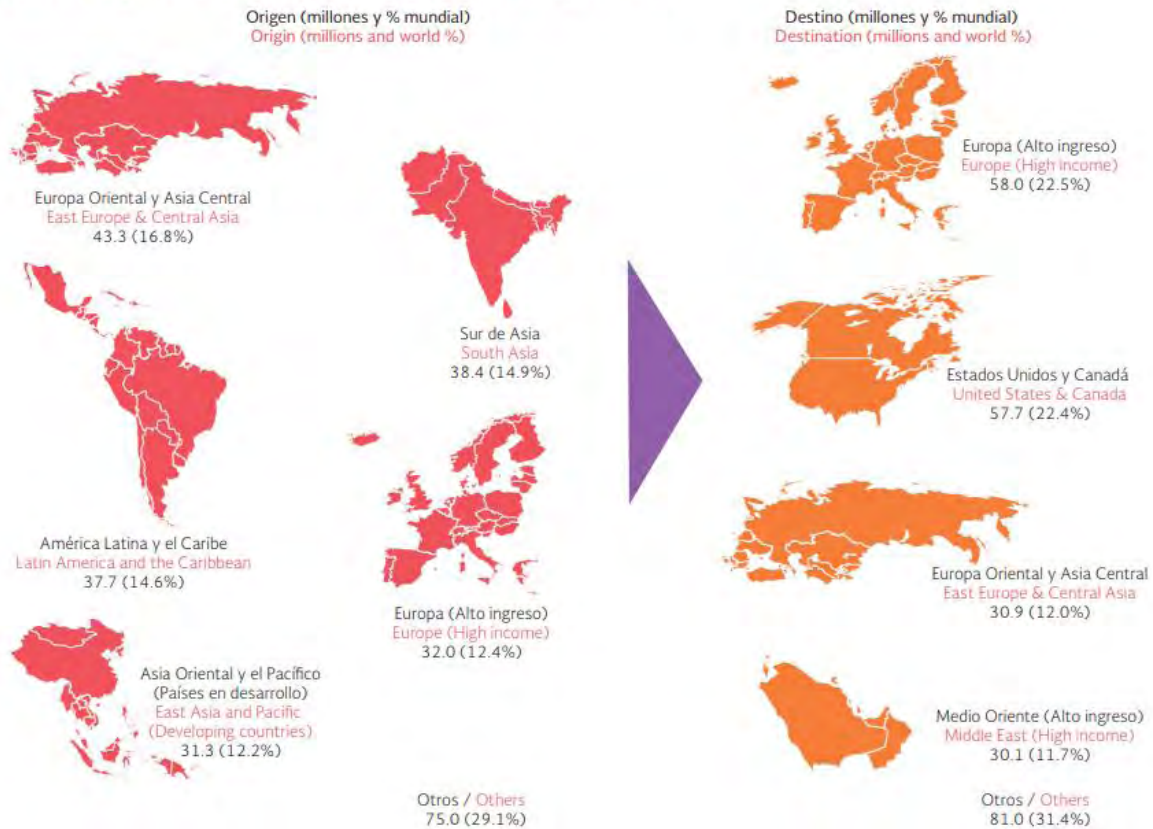 Origen (millones y % mundial)
Origin (millions and world %)
Europa Oriental y Asia Central
East Europe & Central Asia
43.3 (16.8%)
Sur de Asia
South Asia
38.4 (14.9%)
América Latina y el Caribe
Latin America and the Caribbean
37.7 (14.6%)
Europa (Alto ingreso)
Europe (High income)
32.0 (12.4%)
Asia Oriental y el Pacífico
(Países en desarrollo)
East Asia and Pacific
(Developing countries)
31.3 (12.2%)
Otros / Others
75.0 (29.1%)
Destino (millones y % mundial)
Destination (millions and world %)
Europa (Alto ingreso)
Europe (High income)
58.0 (22.5%)
Estados Unidos y Canadá
United States & Canada
57.7 (22.4%)
Europa Oriental y Asia Central
East Europe & Central Asia
30.9 (12.0%)
Medio Oriente (Alto ingreso)
Middle East (High income)
30.1 (11.7%)
Otros / Others
81.0 (31.4%)